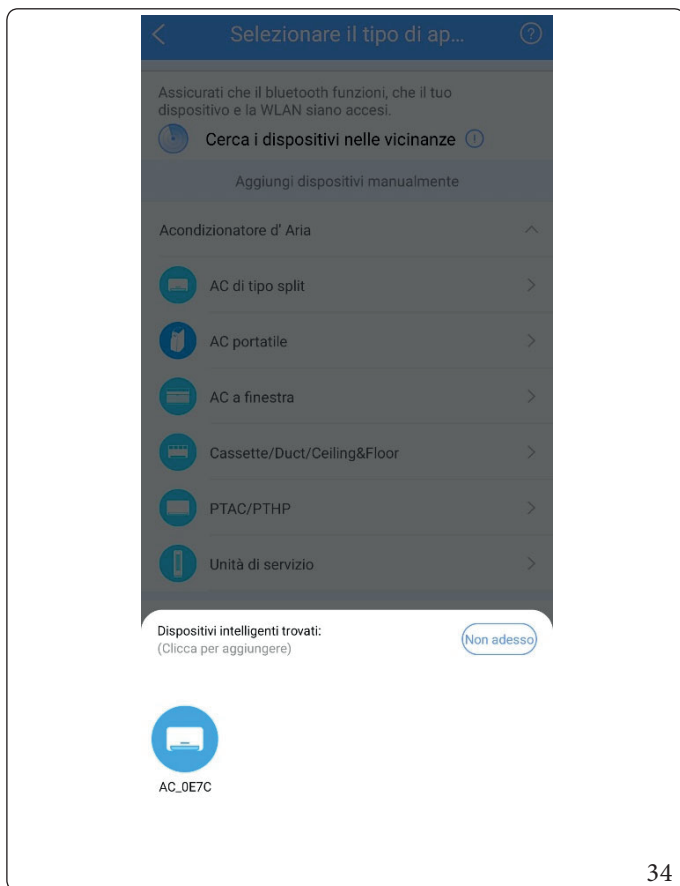 Selezionare il tipo di ap...
Assicurati che il bluetooth funzioni, che il tuo
dispositivo e la WLAN siano accesi.
Cerca i dispositivi nelle vicinanze
Aggiungi dispositivi manualmente
Acondizionatore d' Aria
AC di tipo split
AC portatile
AC a finestra
Cassette/Duct/Ceiling&Floor
PTAC/PTHP
Unità di servizio
Dispositivi intelligenti trovati:
(Clicca per aggiungere)
Non adesso
AC_0E7C
34